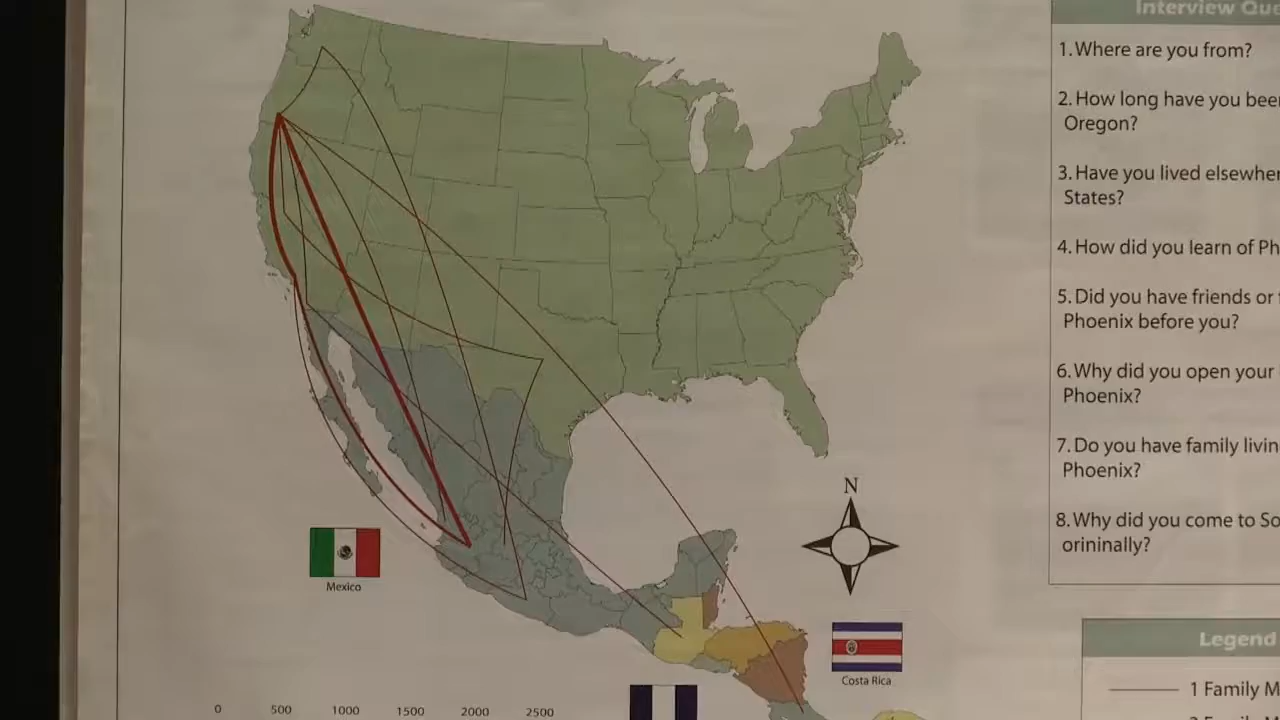 Interview Que
1. Where are you from?
2. How long have you bee
Oregon?
3. Have you lived elsewhe
States?
4. How did you learn of Ph
5. Did you have friends or
Phoenix before you?
6. Why did you open your
Phoenix?
7. Do you have family livin
Phoenix?
8. Why did you come to So
orininally?
N
Mexico
Costa Rica
Legend
1 Family M
0 500 1000 1500 2000 2500